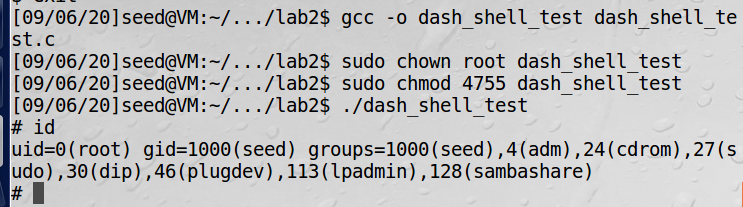 $ exit
[09/06/20]seed@VM:~/.../lab2$ gcc -o dash_shell_test dash_shell_te
st.c
[09/06/20]seed@VM:~/.../lab2$ sudo chown root dash_shell_test
[09/06/20]seed@VM:~/.../lab2$ sudo chmod 4755 dash_shell_test
[09/06/20]seed@VM:~/.../lab2$ ./dash_shell_test
# id
uid=0(root) gid=1000(seed) groups=1000(seed),4(adm),24(cdrom),27(s
udo),30(dip),46(plugdev),113(lpadmin),128(sambashare)
#